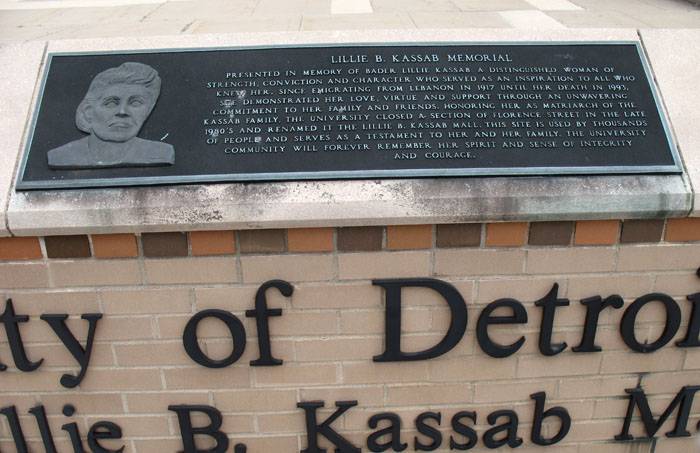 LILLIE B. KASSAB MEMORIAL
PRESENTED IN MEMORY OF BADER LILLIE KASSAB, A DISTINGUISHED WOMAN OF
STRENGTH, CONVICTION AND CHARACTER WHO SERVED AS AN INSPIRATION TO ALL WHO
KNEW HER. SINCE EMIGRATING FROM LEBANON IN 1917 UNTIL HER DEATH IN 1993,
SHE DEMONSTRATED HER LOVE, VIRTUE AND SUPPORT THROUGH AN UNWAVERING
COMMITMENT TO HER FAMILY AND FRIENDS. HONORING HER AS MATRIARCH OF THE
KASSAB FAMILY, THE UNIVERSITY CLOSED A SECTION OF FLORENCE STREET IN THE LATE
1980'S AND RENAMED IT THE LILLIE B. KASSAB MALL. THIS SITE IS USED BY THOUSANDS
OF PEOPLE AND SERVES AS A TESTAMENT TO HER AND HER FAMILY. THE UNIVERSITY
COMMUNITY WILL FOREVER REMEMBER HER SPIRIT AND SENSE OF INTEGRITY
AND COURAGE.
ity of Detroi
llie B. Kassab Ma